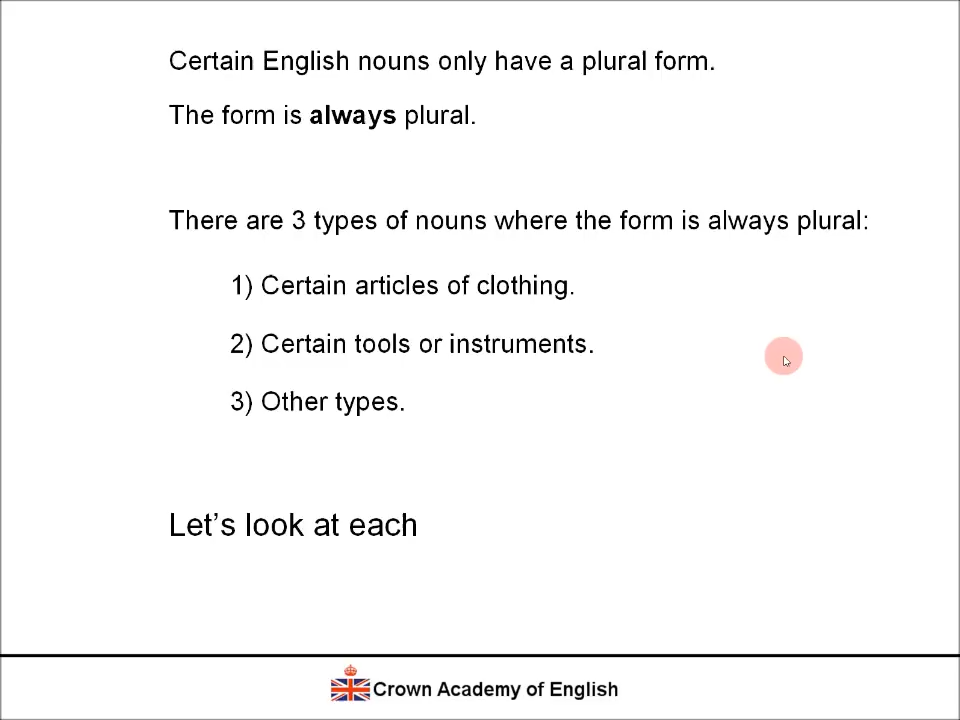 Certain English nouns only have a plural form.
The form is always plural.
There are 3 types of nouns where the form is always plural:
1) Certain articles of clothing.
2) Certain tools or instruments.
3) Other types.
Let’s look at each
Crown Academy of English